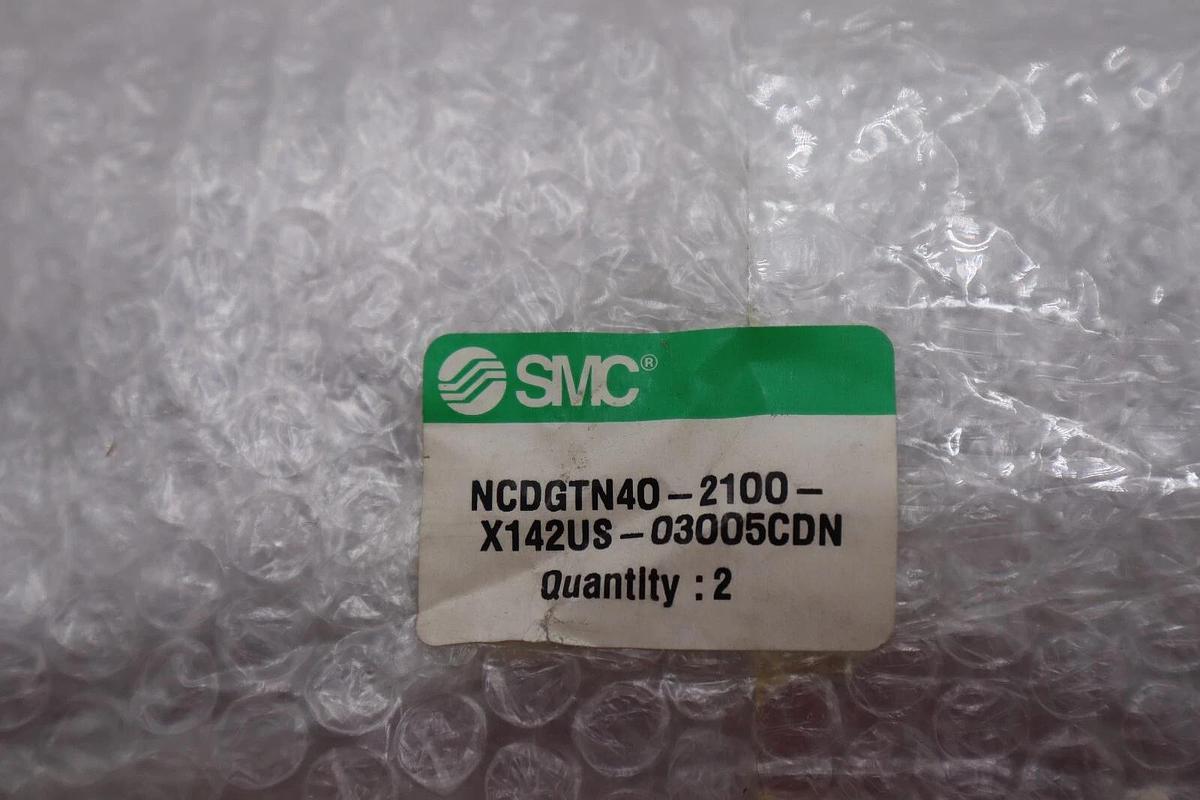 SMC®
NCDGTN40-2100-
X142US-03005CDN
Quantity : 2